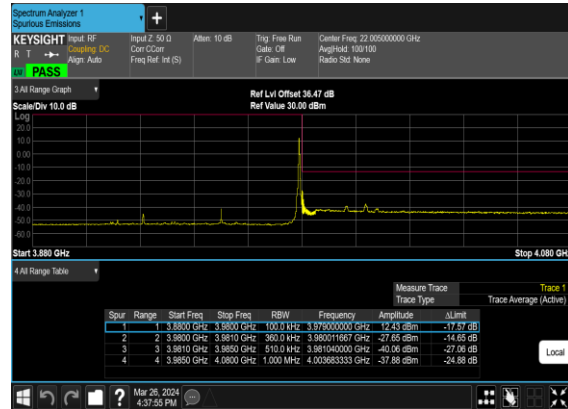 Spectrum Analyzer 1
Spurious Emissions
+
KEYSIGHT Input: RF Input Z: 50 Ω Atten: 10 dB Trig: Free Run Center Freq: 22.005000000 GHz
R T Coupling: DC Corr CCorr Gate: Off Avg|Hold: 100/100
Align: Auto Freq Ref: Int (S) IF Gain: Low Radio Std: None
PASS
3 All Range Graph
Ref Lvl Offset 36.47 dB
Scale/Div 10.0 dB Ref Value 30.00 dBm
Log
20.0
10.0
0.00
-10.0
-20.0
-30.0
-40.0
-50.0
-60.0
Start 3.880 GHz Stop 4.080 GHz
4 All Range Table
Measure Trace Trace 1
Trace Type Trace Average (Active)
Spur Range Start Freq Stop Freq RBW Frequency Amplitude ΔLimit
1 1 3.8800 GHz 3.9800 GHz 100.0 kHz 3.979000000 GHz 12.43 dBm -17.57 dB
2 2 3.9800 GHz 3.9810 GHz 360.0 kHz 3.980011667 GHz -27.65 dBm -14.65 dB
3 3 3.9810 GHz 3.9850 GHz 510.0 kHz 3.981040000 GHz -40.06 dBm -27.06 dB
4 4 3.9850 GHz 4.0800 GHz 1.000 MHz 4.003683333 GHz -37.88 dBm -24.88 dB
Local
? Mar 26, 2024
4:37:55 PM